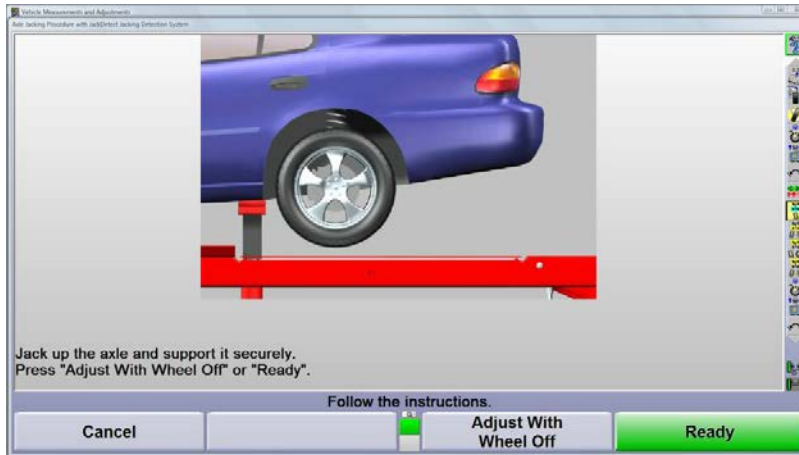 Vehicle Measurements and Adjustments
Axle Jacking Procedure with JackDetect Jacking Detection System
Jack up the axle and support it securely.
Press "Adjust With Wheel Off" or "Ready".
Follow the instructions.
Cancel
Adjust With
Wheel Off
Ready